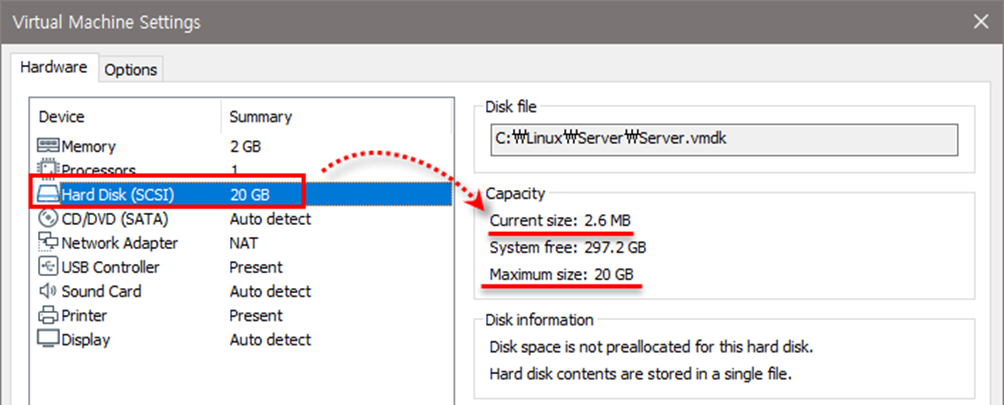 Virtual Machine Settings
Hardware Options
Device Summary
Memory 2 GB
Processors 1
Hard Disk (SCSI) 20 GB
CD/DVD (SATA) Auto detect
Network Adapter NAT
USB Controller Present
Sound Card Auto detect
Printer Present
Display Auto detect
Disk file
C:₩Linux₩Server₩Server.vmdk
Capacity
Current size: 2.6 MB
System free: 297.2 GB
Maximum size: 20 GB
Disk information
Disk space is not preallocated for this hard disk.
Hard disk contents are stored in a single file.